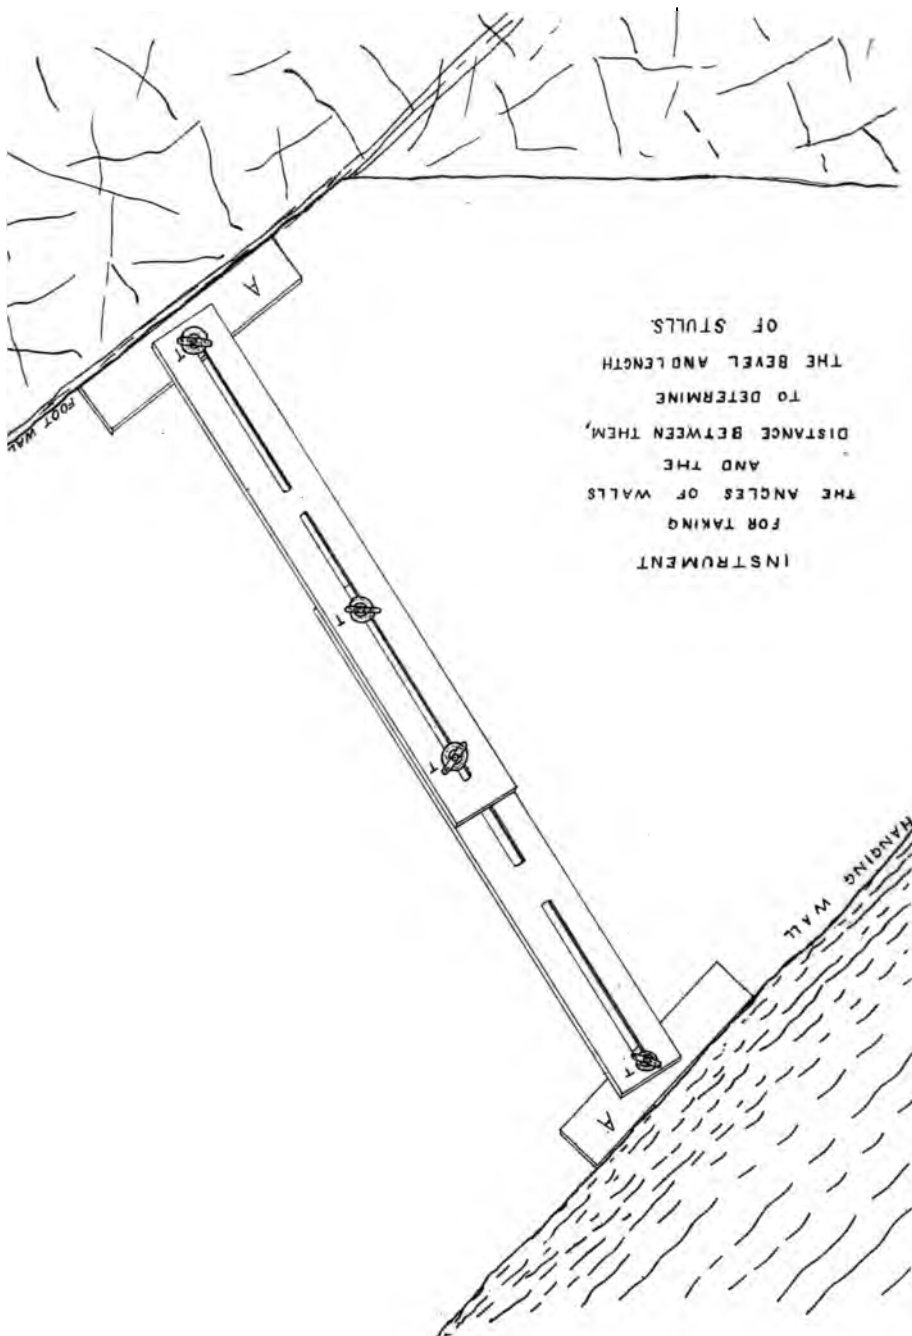 INSTRUMENT
FOR TAKING
THE ANGLES OF WALLS
AND THE
DISTANCE BETWEEN THEM,
TO DETERMINE
THE BEVEL AND LENGTH
OF STULLS.
HANGING WALL
A
T
T
T
T
A
FOOT WAL